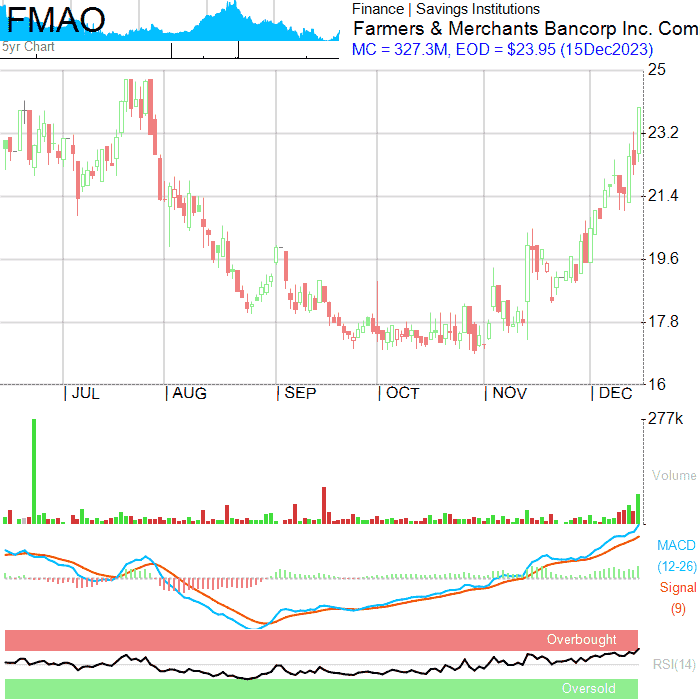 FMAO
5yr Chart
Finance | Savings Institutions
Farmers & Merchants Bancorp Inc. Com
MC = 327.3M, EOD = $23.95 (15Dec2023)
25
23.2
21.4
19.6
17.8
16
| JUL | AUG | SEP | OCT | NOV | DEC
277k
Volume
MACD
(12-26)
Signal
(9)
Overbought
RSI(14)
Oversold